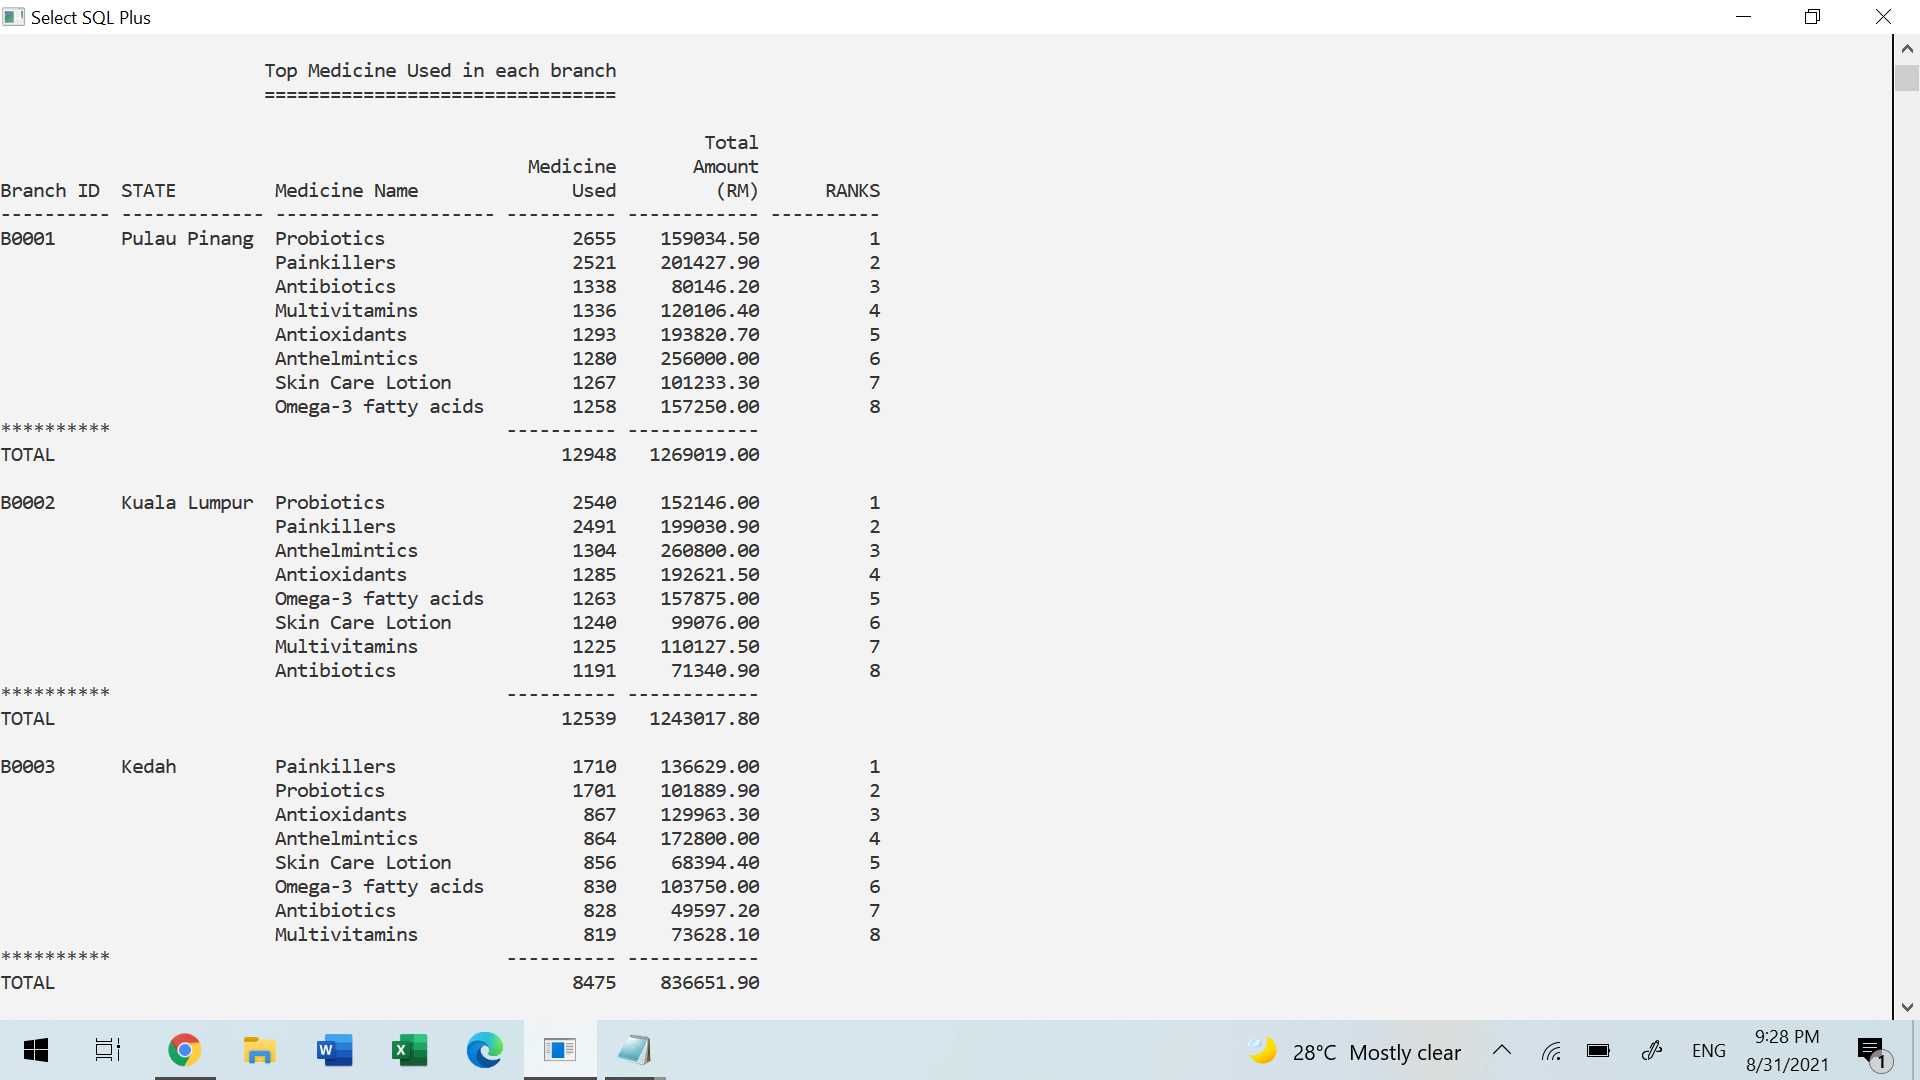 Select SQL Plus
Top Medicine Used in each branch
================================
Total
Medicine Amount
Branch ID STATE Medicine Name Used (RM) RANKS
---------- ------------- -------------------- ---------- ------------ ----------
B0001 Pulau Pinang Probiotics 2655 159034.50 1
Painkillers 2521 201427.90 2
Antibiotics 1338 80146.20 3
Multivitamins 1336 120106.40 4
Antioxidants 1293 193820.70 5
Anthelmintics 1280 256000.00 6
Skin Care Lotion 1267 101233.30 7
Omega-3 fatty acids 1258 157250.00 8
********** ---------- ------------
TOTAL 12948 1269019.00
B0002 Kuala Lumpur Probiotics 2540 152146.00 1
Painkillers 2491 199030.90 2
Anthelmintics 1304 260800.00 3
Antioxidants 1285 192621.50 4
Omega-3 fatty acids 1263 157875.00 5
Skin Care Lotion 1240 99076.00 6
Multivitamins 1225 110127.50 7
Antibiotics 1191 71340.90 8
********** ---------- ------------
TOTAL 12539 1243017.80
B0003 Kedah Painkillers 1710 136629.00 1
Probiotics 1701 101889.90 2
Antioxidants 867 129963.30 3
Anthelmintics 864 172800.00 4
Skin Care Lotion 856 68394.40 5
Omega-3 fatty acids 830 103750.00 6
Antibiotics 828 49597.20 7
Multivitamins 819 73628.10 8
********** ---------- ------------
TOTAL 8475 836651.90
W X 28°C Mostly clear ENG 9:28 PM
8/31/2021 1